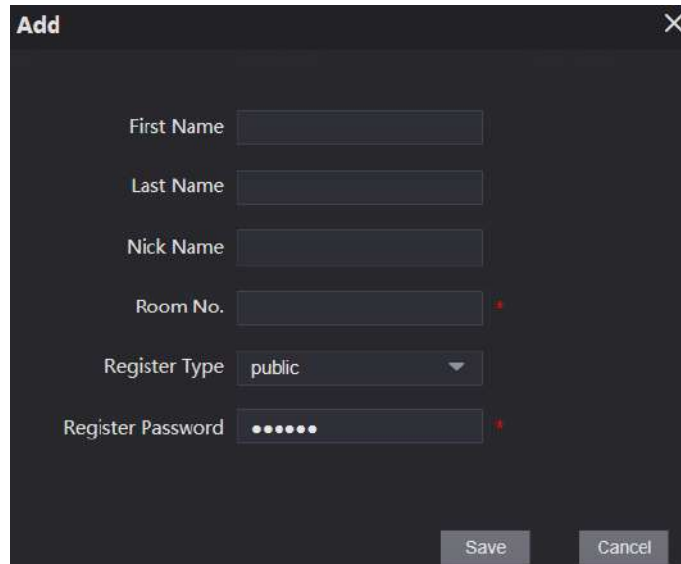 Add
First Name
Last Name
Nick Name
Room No. *
Register Type public
Register Password •••••• *
Save Cancel